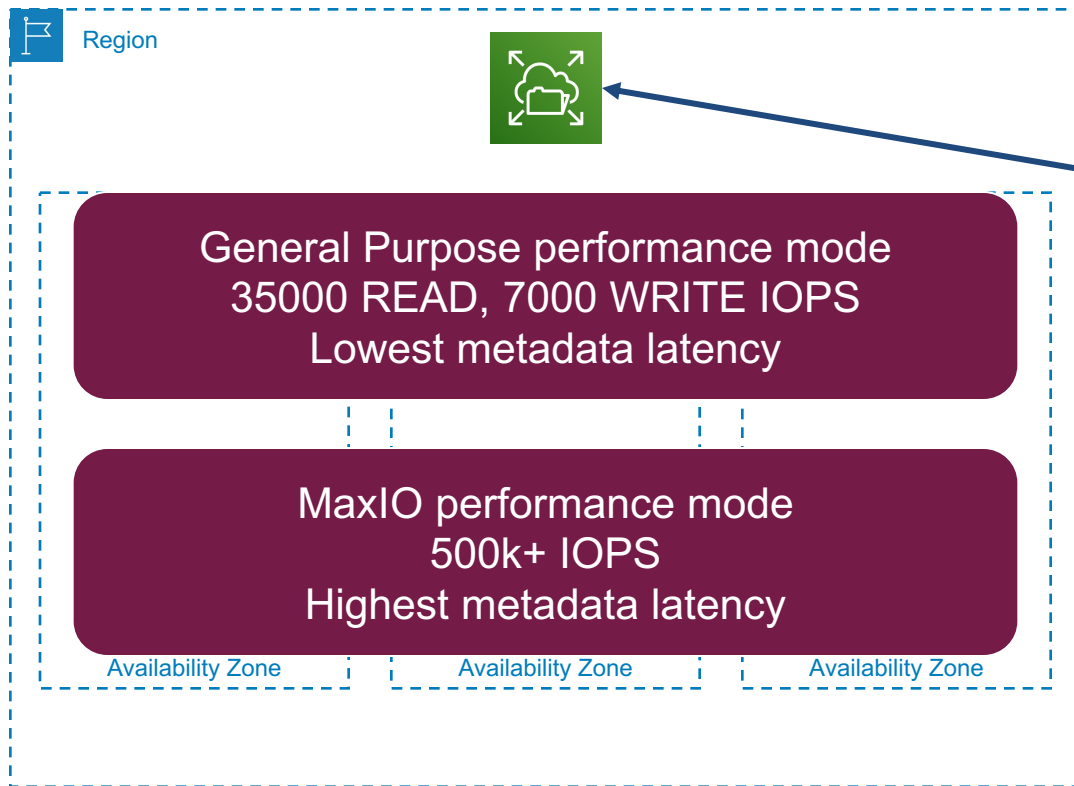 Region
General Purpose performance mode
35000 READ, 7000 WRITE IOPS
Lowest metadata latency
MaxIO performance mode
500k+ IOPS
Highest metadata latency
Availability Zone
Availability Zone
Availability Zone